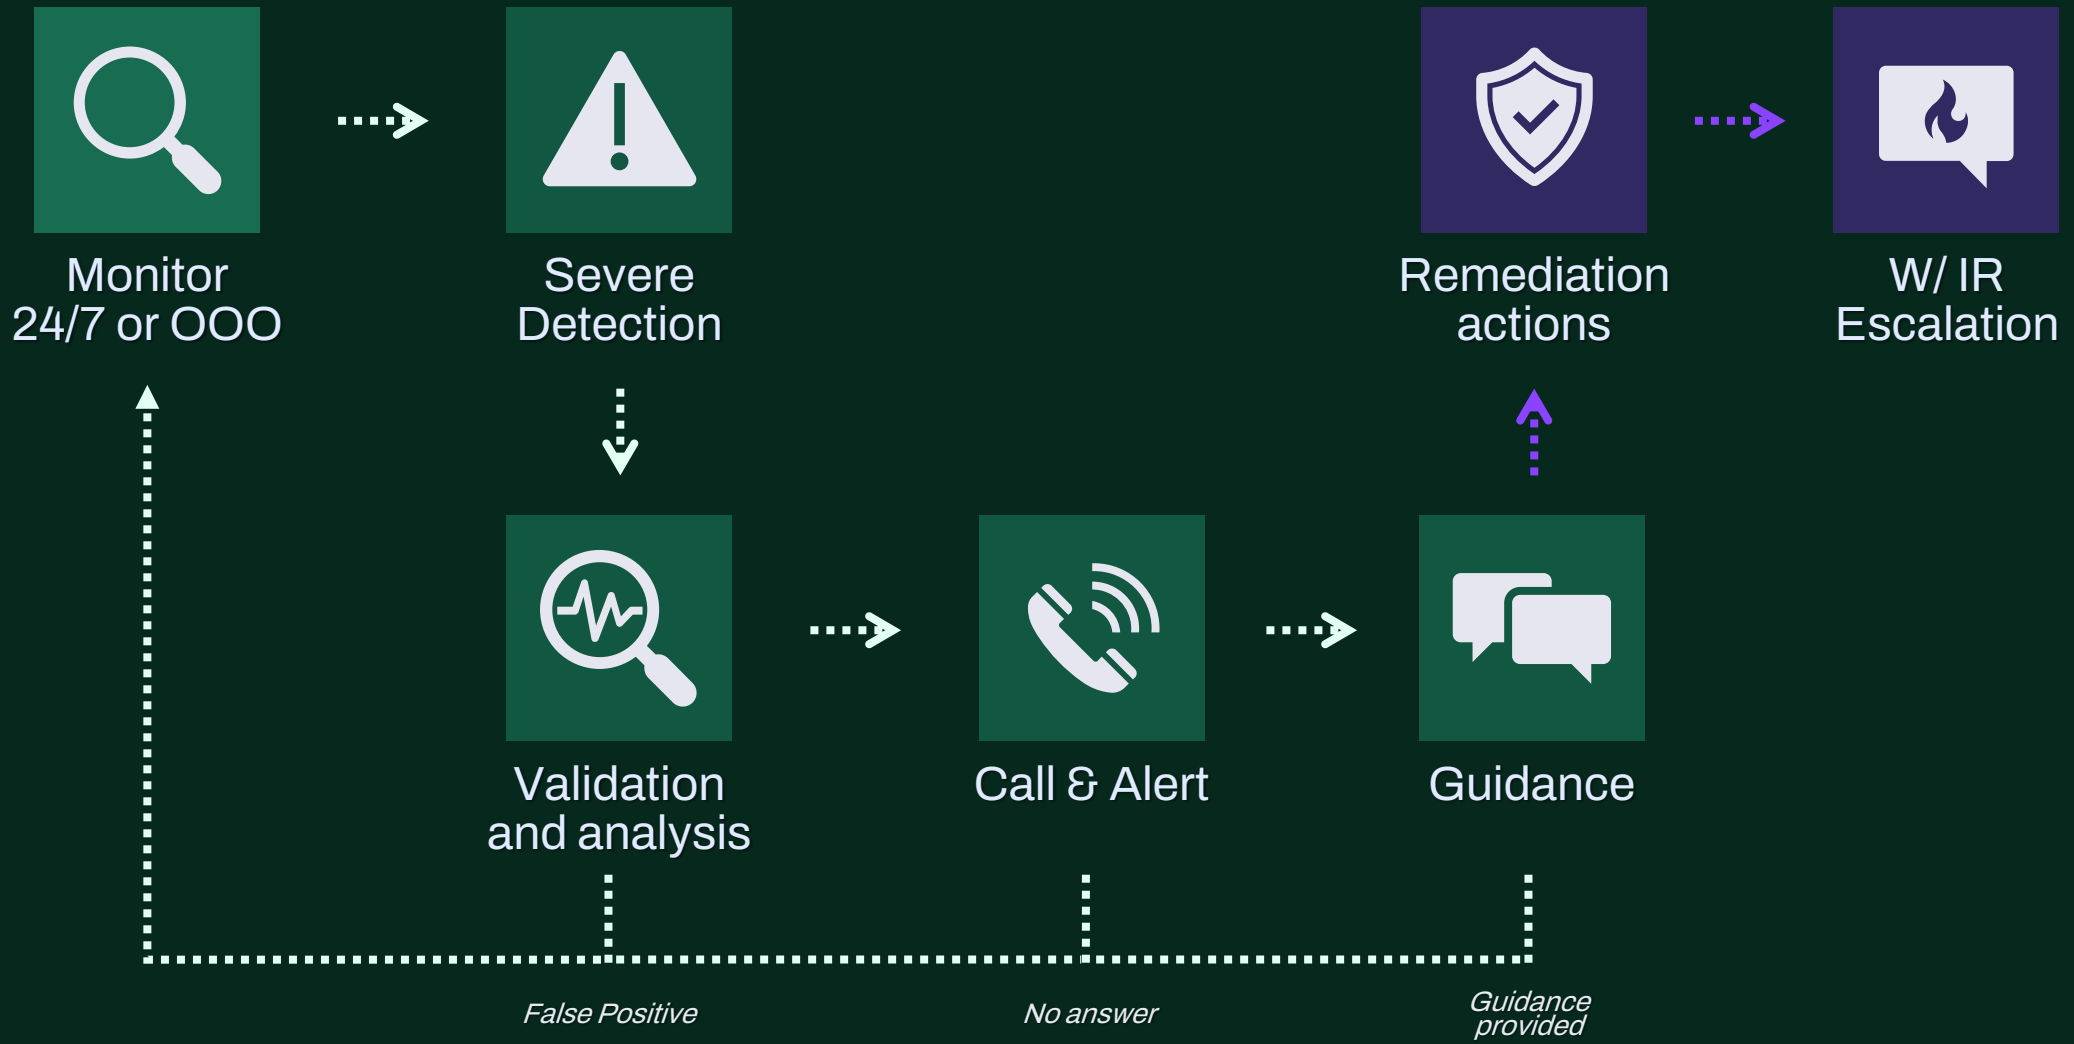 Monitor
24/7 or OOO
Severe
Detection
Remediation
actions
W/ IR
Escalation
Validation
and analysis
Call & Alert
Guidance
False Positive
No answer
Guidance
provided